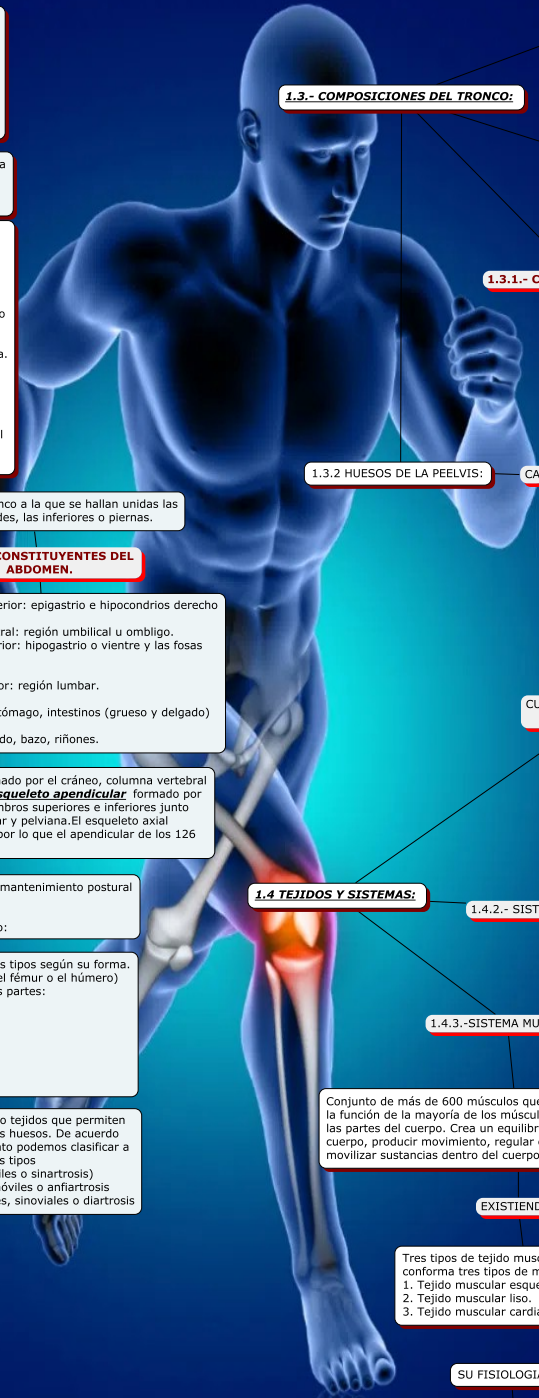 1.3.- COMPOSICIONES DEL TRONCO:
a
1.3.1.- C
o
a.
l
1.3.2 HUESOS DE LA PEELVIS:
CA
nco a la que se hallan unidas las
des, las inferiores o piernas.
CONSTITUYENTES DEL
ABDOMEN.
erior: epigastrio e hipocondrios derecho
ral: región umbilical u ombligo.
rior: hipogastrio o vientre y las fosas
or: región lumbar.
tómago, intestinos (grueso y delgado)
do, bazo, riñones.
CU
nado por el cráneo, columna vertebral
squeleto apendicular formado por
mbros superiores e inferiores junto
ar y pelviana.El esqueleto axial
por lo que el apendicular de los 126
mantenimiento postural
o:
1.4 TEJIDOS Y SISTEMAS:
1.4.2.- SIST
s tipos según su forma.
el fémur o el húmero)
s partes:
1.4.3.-SISTEMA MU
o tejidos que permiten
s huesos. De acuerdo
nto podemos clasificar a
s tipos
iles o sinartrosis)
móviles o anfiartrosis
es, sinoviales o diartrosis
Conjunto de más de 600 músculos que
la función de la mayoría de los múscul
las partes del cuerpo. Crea un equilibr
cuerpo, producir movimiento, regular
movilizar sustancias dentro del cuerpo
EXISTIEND
Tres tipos de tejido musc
conforma tres tipos de m
1. Tejido muscular esque
2. Tejido muscular liso.
3. Tejido muscular cardia
SU FISIOLOGIA